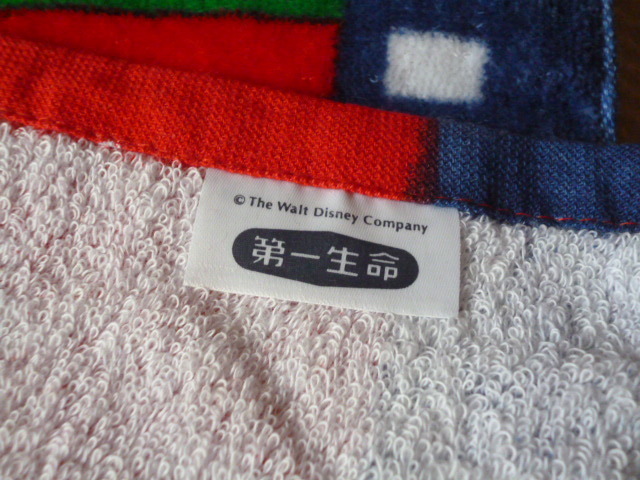 © The Walt Disney Company
第一生命